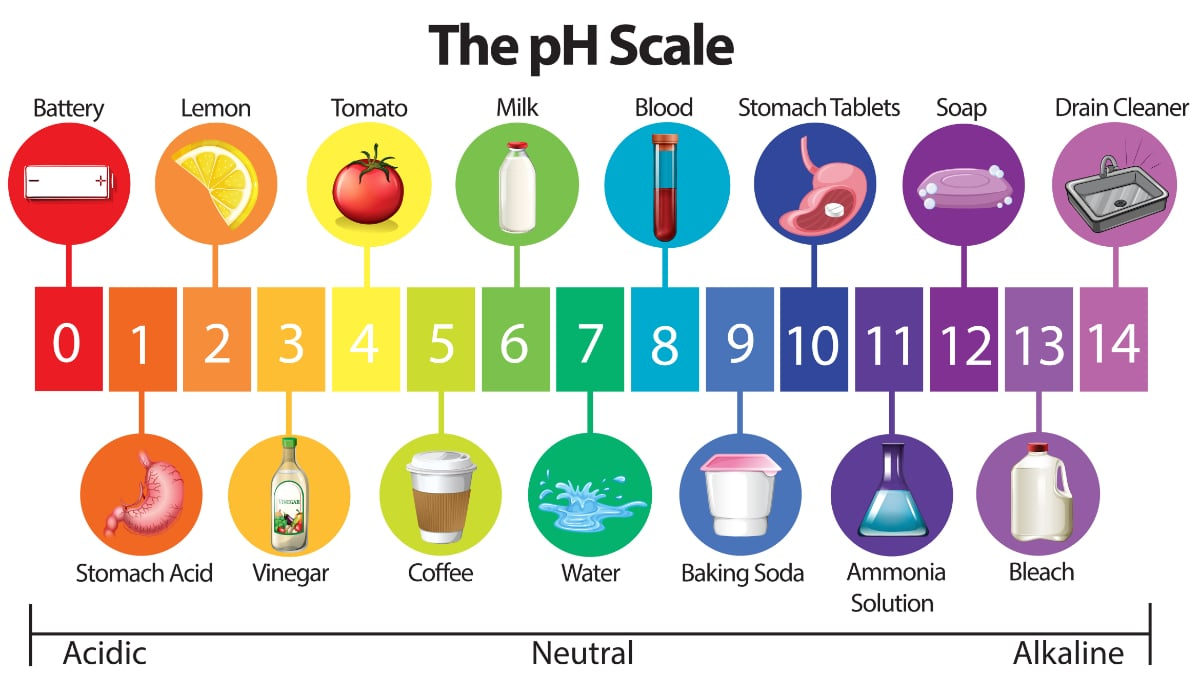 The pH Scale
Battery
Lemon
Tomato
Milk
Blood
Stomach Tablets
Soap
Drain Cleaner
0 1 2 3 4 5 6 7 8 9 10 11 12 13 14
VINEGAR
Stomach Acid
Vinegar
Coffee
Water
Baking Soda
Ammonia
Solution
Bleach
Acidic
Neutral
Alkaline